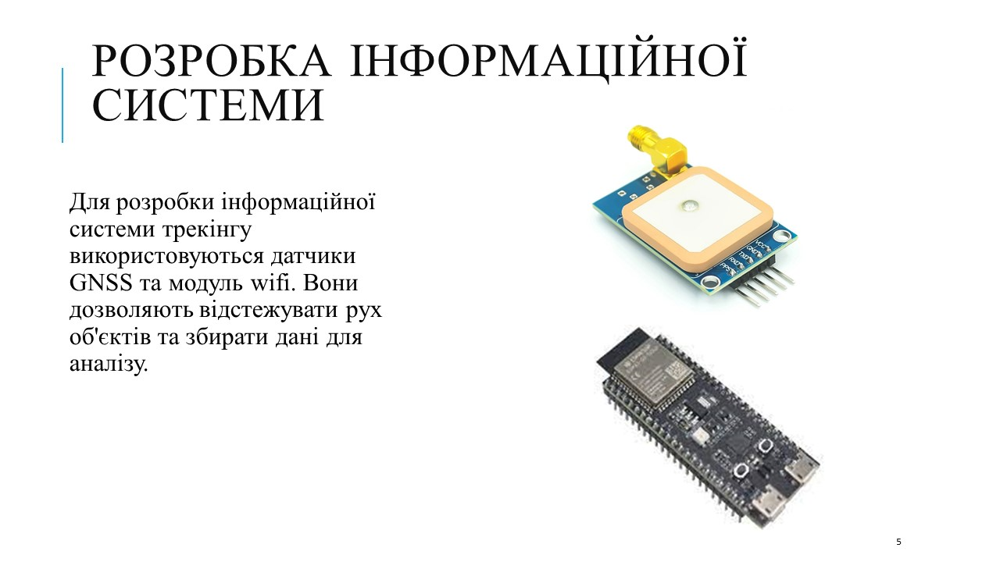 РОЗРОБКА ІНФОРМАЦІЙНОЇ
СИСТЕМИ
Для розробки інформаційної
системи трекінгу
використовуються датчики
GNSS та модуль wifi. Вони
дозволяють відстежувати рух
об'єктів та збирати дані для
аналізу.
VCC
GND
TXD
RXD
PPS
5